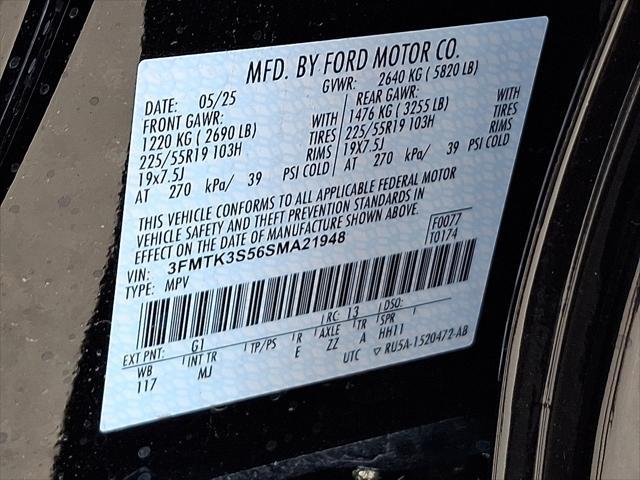 MFD. BY FORD MOTOR CO.
DATE: 05/25 GVWR: 2640 KG ( 5820 LB)
FRONT GAWR: REAR GAWR:
1220 KG ( 2690 LB) WITH 1476 KG ( 3255 LB) WITH
225/55R19 103H TIRES 225/55R19 103H TIRES
19x7.5J RIMS 19x7.5J RIMS
AT 270 kPa/ 39 PSI COLD AT 270 kPa/ 39 PSI COLD
THIS VEHICLE CONFORMS TO ALL APPLICABLE FEDERAL MOTOR
VEHICLE SAFETY AND THEFT PREVENTION STANDARDS IN
EFFECT ON THE DATE OF MANUFACTURE SHOWN ABOVE.
F0077
VIN: 3FMTK3S56SMA21948 T0174
TYPE: MPV
EXT PNT: G1 RC: 13 DSO:
WB INT TR TP/PS R AXLE TR SPR
117 MJ E ZZ A HH11
UTC ▽ RU5A-1520472-AB